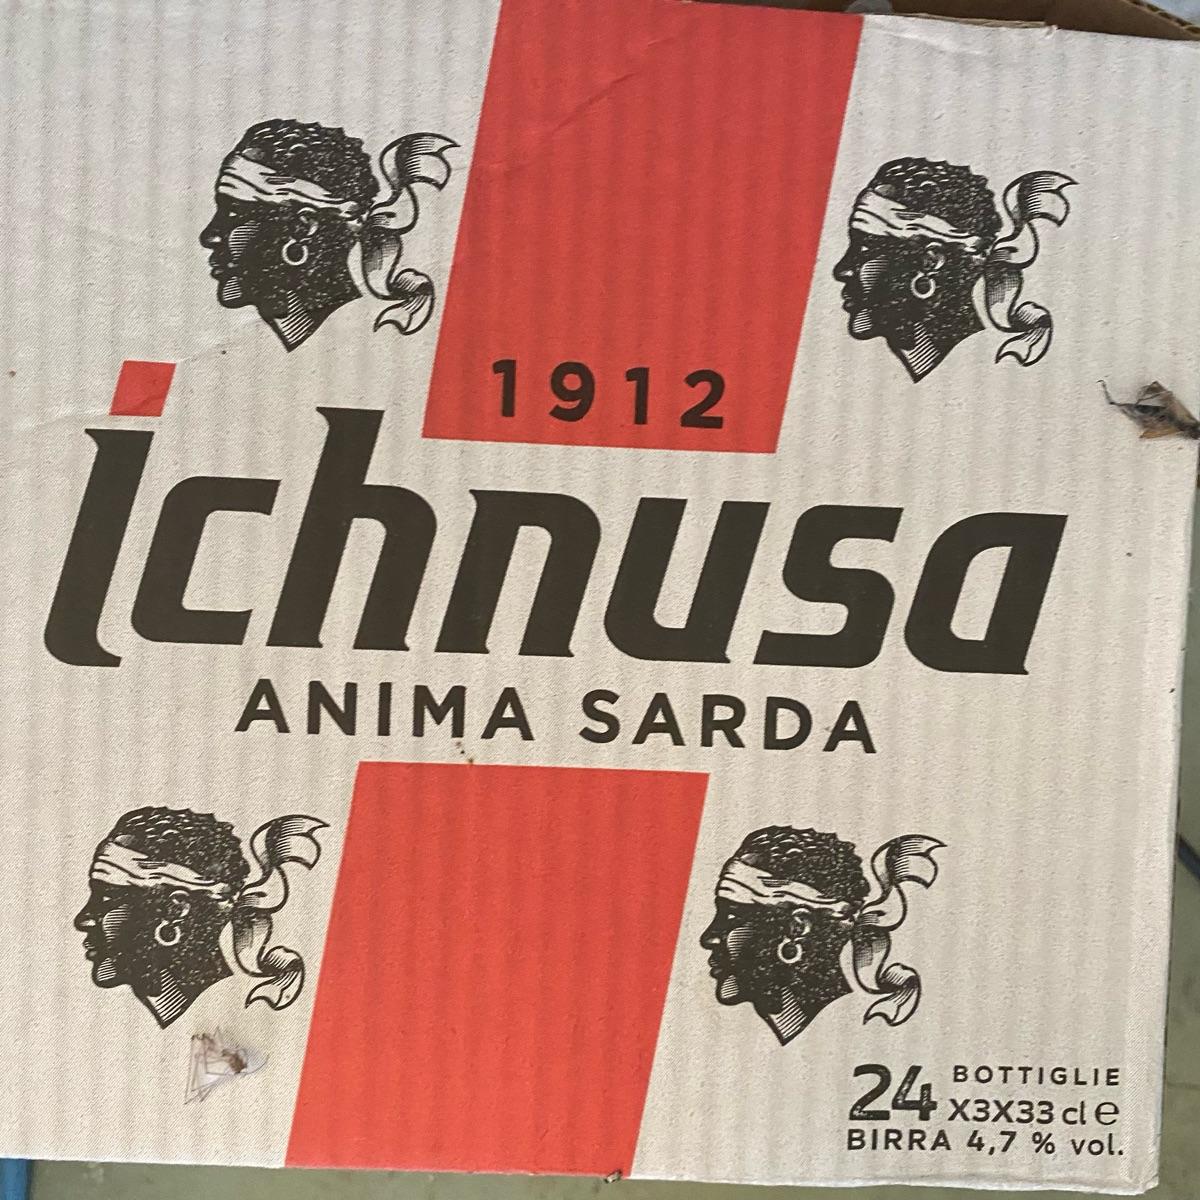 1912
ichnusa
ANIMA SARDA
24 BOTTIGLIE
X3X33 cl e
BIRRA 4,7 % vol.